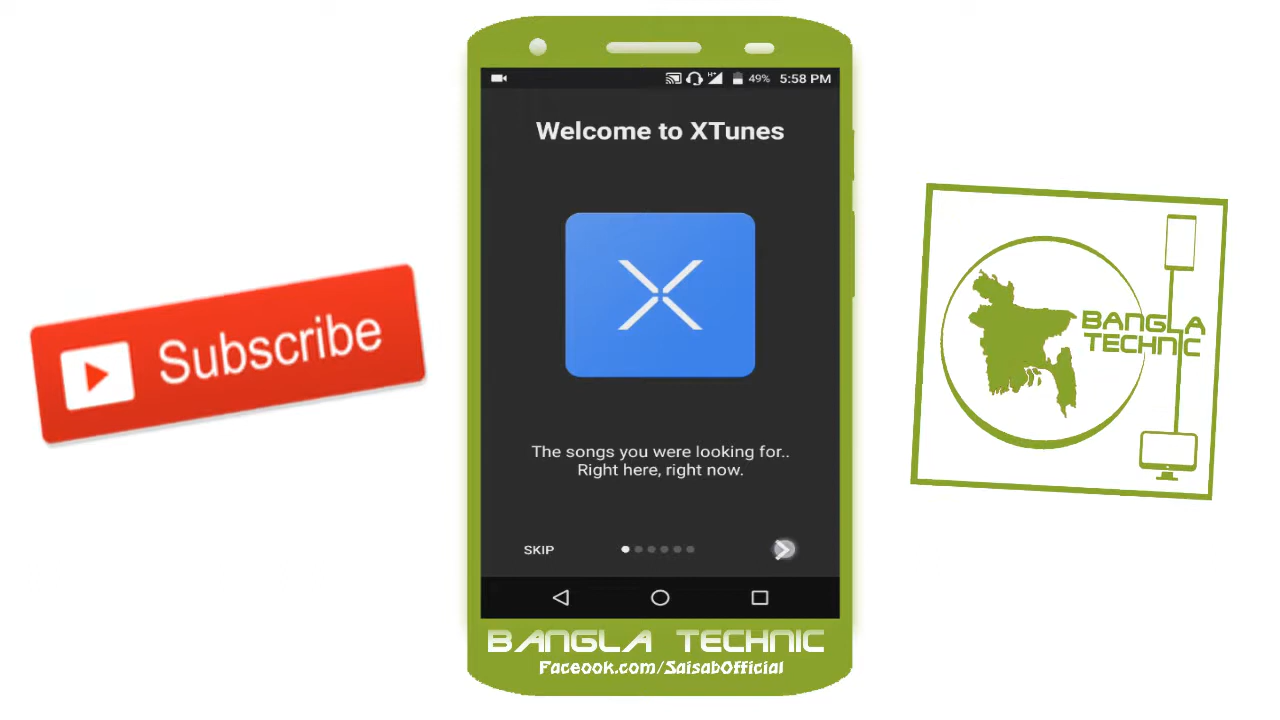 H+ 49% 5:58 PM
Welcome to XTunes
The songs you were looking for..
Right here, right now.
SKIP
BANGLA TECHNIC
Faceook.com/SaisabOfficial
Subscribe
BANGLA
TECHNIC